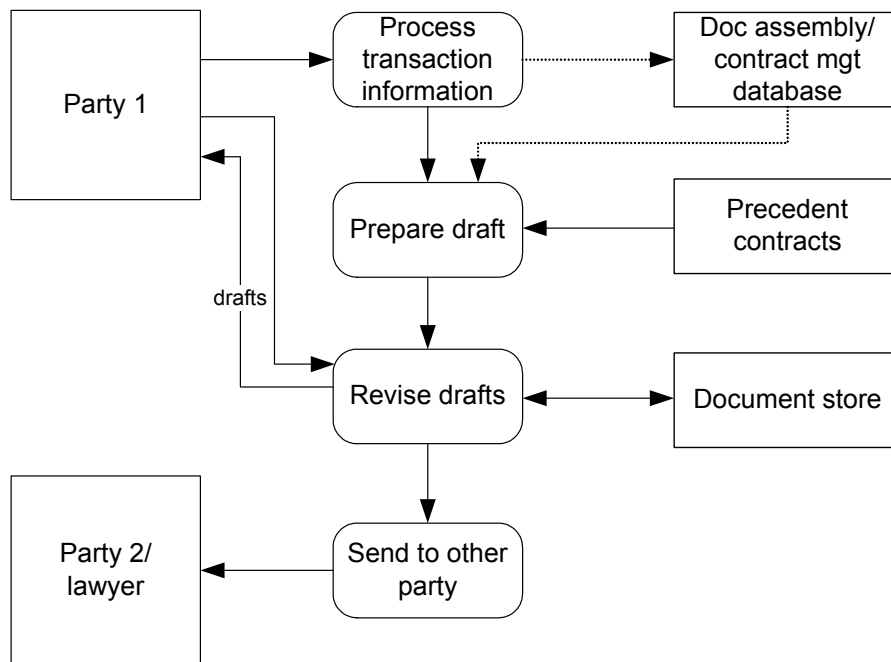 Party 1
Process
transaction
information
Doc assembly/
contract mgt
database
Prepare draft
Precedent
contracts
drafts
Revise drafts
Document store
Party 2/
lawyer
Send to other
party